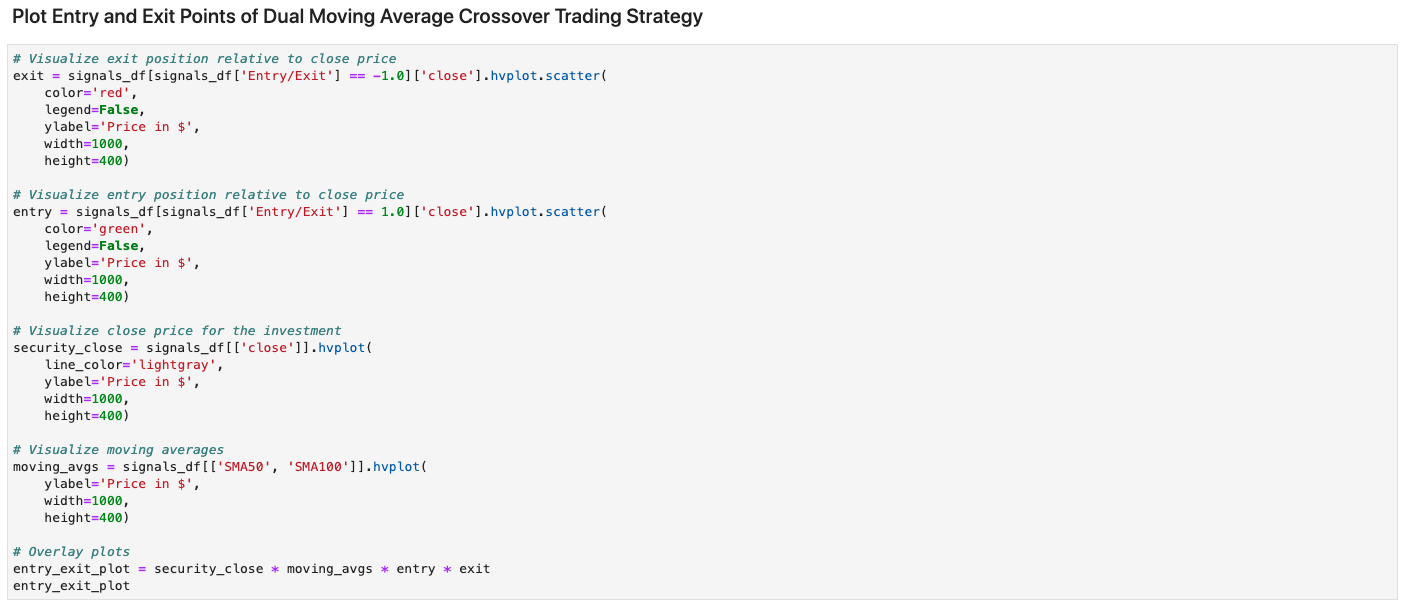 Plot Entry and Exit Points of Dual Moving Average Crossover Trading Strategy
# Visualize exit position relative to close price
exit = signals_df[signals_df['Entry/Exit'] == -1.0]['close'].hvplot.scatter(
    color='red',
    legend=False,
    ylabel='Price in $',
    width=1000,
    height=400)

# Visualize entry position relative to close price
entry = signals_df[signals_df['Entry/Exit'] == 1.0]['close'].hvplot.scatter(
    color='green',
    legend=False,
    ylabel='Price in $',
    width=1000,
    height=400)

# Visualize close price for the investment
security_close = signals_df[['close']].hvplot(
    line_color='lightgray',
    ylabel='Price in $',
    width=1000,
    height=400)

# Visualize moving averages
moving_avgs = signals_df[['SMA50', 'SMA100']].hvplot(
    ylabel='Price in $',
    width=1000,
    height=400)

# Overlay plots
entry_exit_plot = security_close * moving_avgs * entry * exit
entry_exit_plot